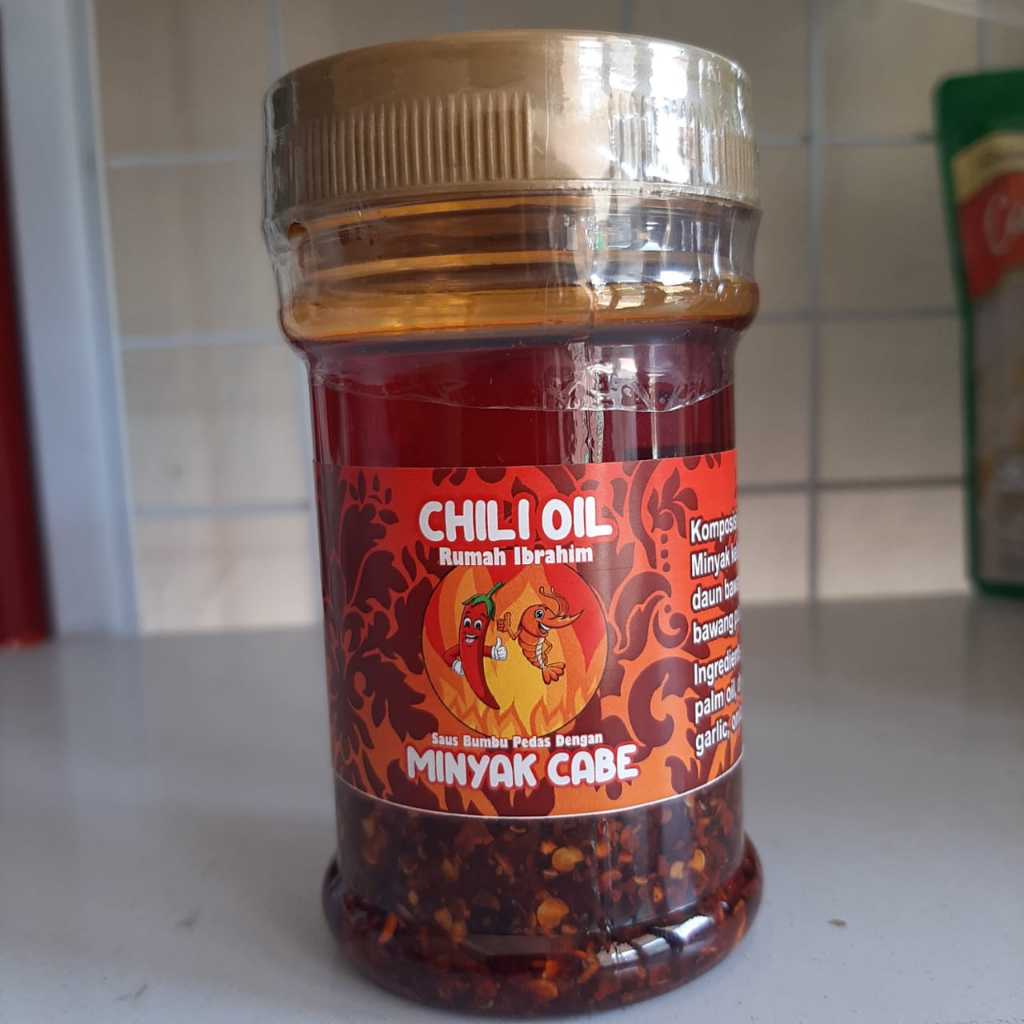 CHILI OIL
Rumah Ibrahim
Saus Bumbu Pedas Dengan
MINYAK CABE
Minyak
daun
bawang
palm oil,
garlic,